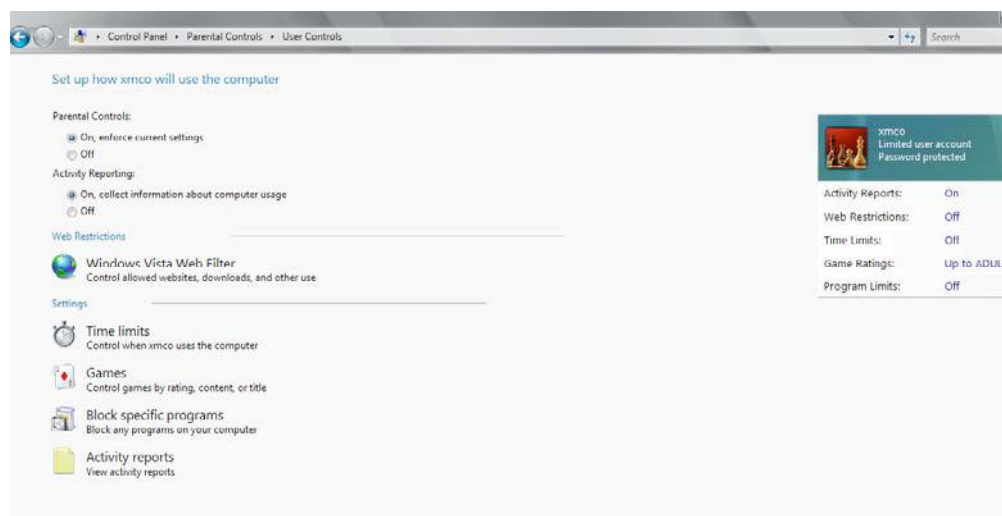 Control Panel ▸ Parental Controls ▸ User Controls
Search
Set up how xmco will use the computer
Parental Controls:
On, enforce current settings
Off
Activity Reporting:
On, collect information about computer usage
Off
Web Restrictions
Windows Vista Web Filter
Control allowed websites, downloads, and other use
Settings
Time limits
Control when xmco uses the computer
Games
Control games by rating, content, or title
Block specific programs
Block any programs on your computer
Activity reports
View activity reports
xmco
Limited user account
Password protected
Activity Reports: On
Web Restrictions: Off
Time Limits: Off
Game Ratings: Up to ADUL
Program Limits: Off